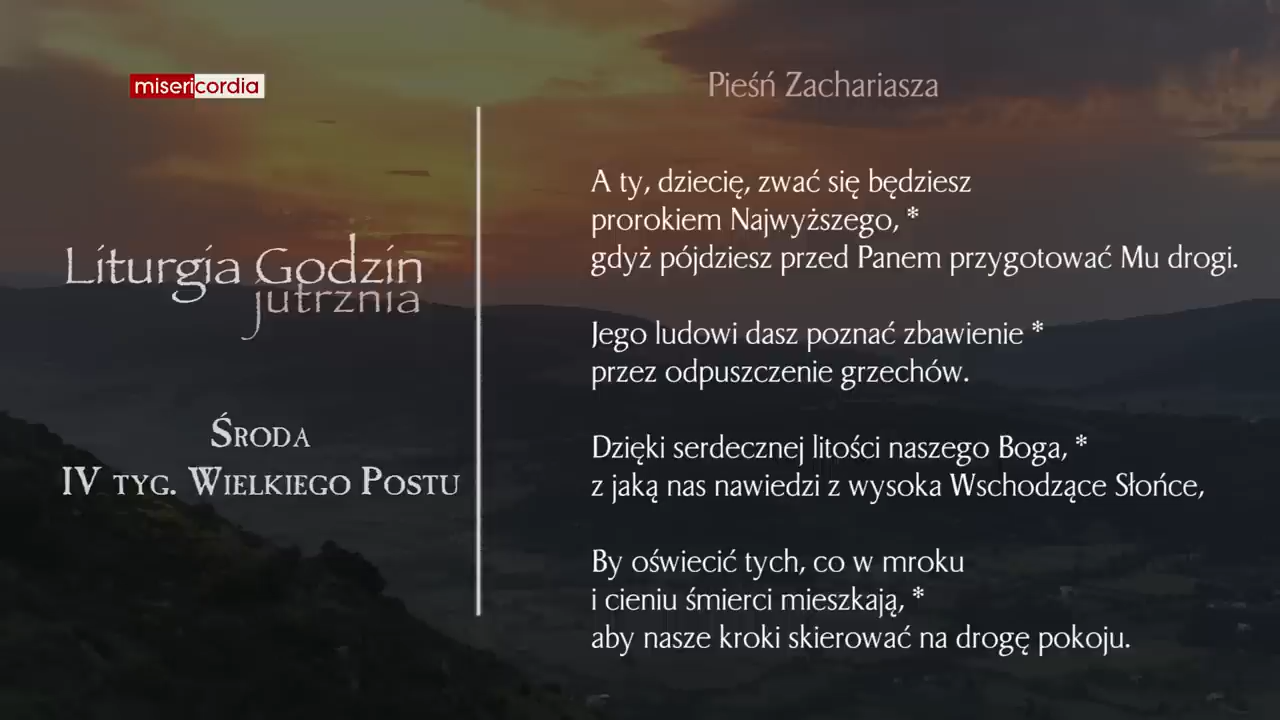 misericordia
Liturgia Godzin
jutrznia
Środa
IV tyg. Wielkiego Postu
Pieśń Zachariasza
A ty, dziecię, zwać się będziesz
prorokiem Najwyższego, *
gdyż pójdziesz przed Panem przygotować Mu drogi.
Jego ludowi dasz poznać zbawienie *
przez odpuszczenie grzechów.
Dzięki serdecznej litości naszego Boga, *
z jaką nas nawiedzi z wysoka Wschodzące Słońce,
By oświecić tych, co w mroku
i cieniu śmierci mieszkają, *
aby nasze kroki skierować na drogę pokoju.